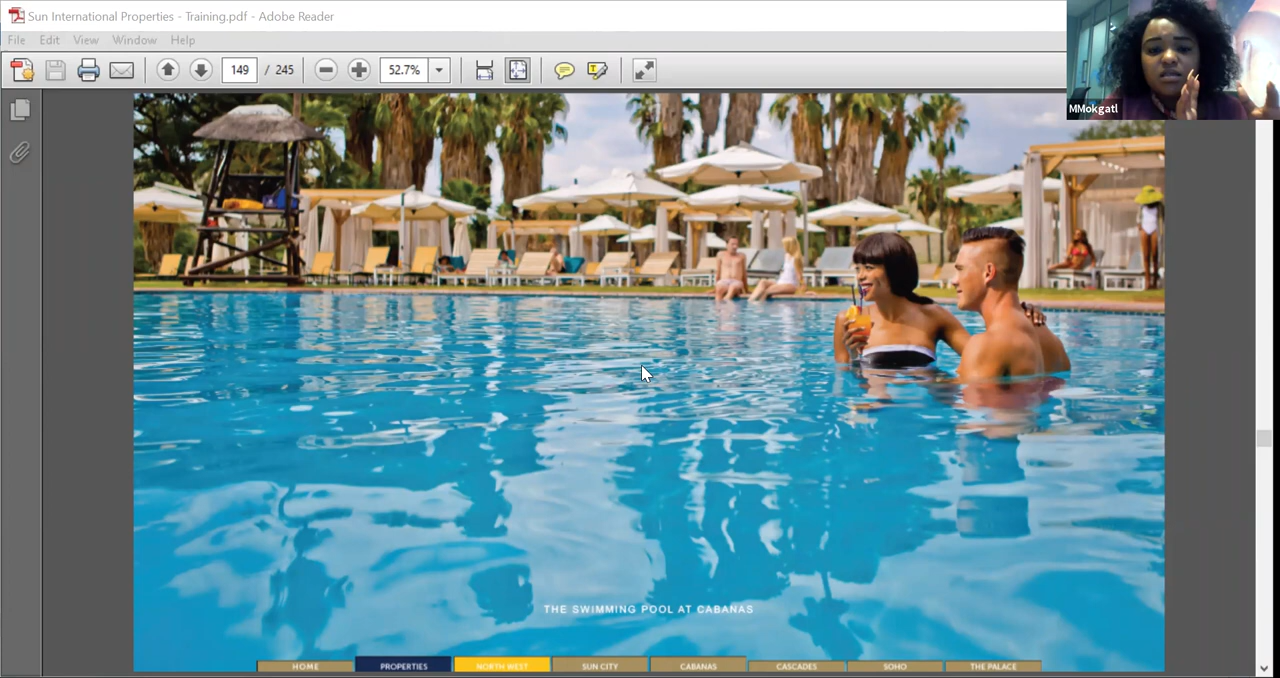 Sun International Properties - Training.pdf - Adobe Reader
File Edit View Window Help
149 / 245 52.7%
MMokgatl
THE SWIMMING POOL AT CABANAS
HOME PROPERTIES NORTH WEST SUN CITY CABANAS CASCADES SOHO THE PALACE